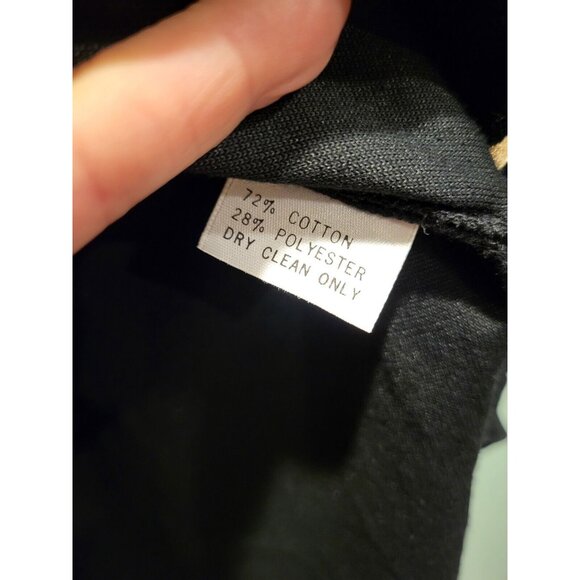 72% COTTON
28% POLYESTER
DRY CLEAN ONLY